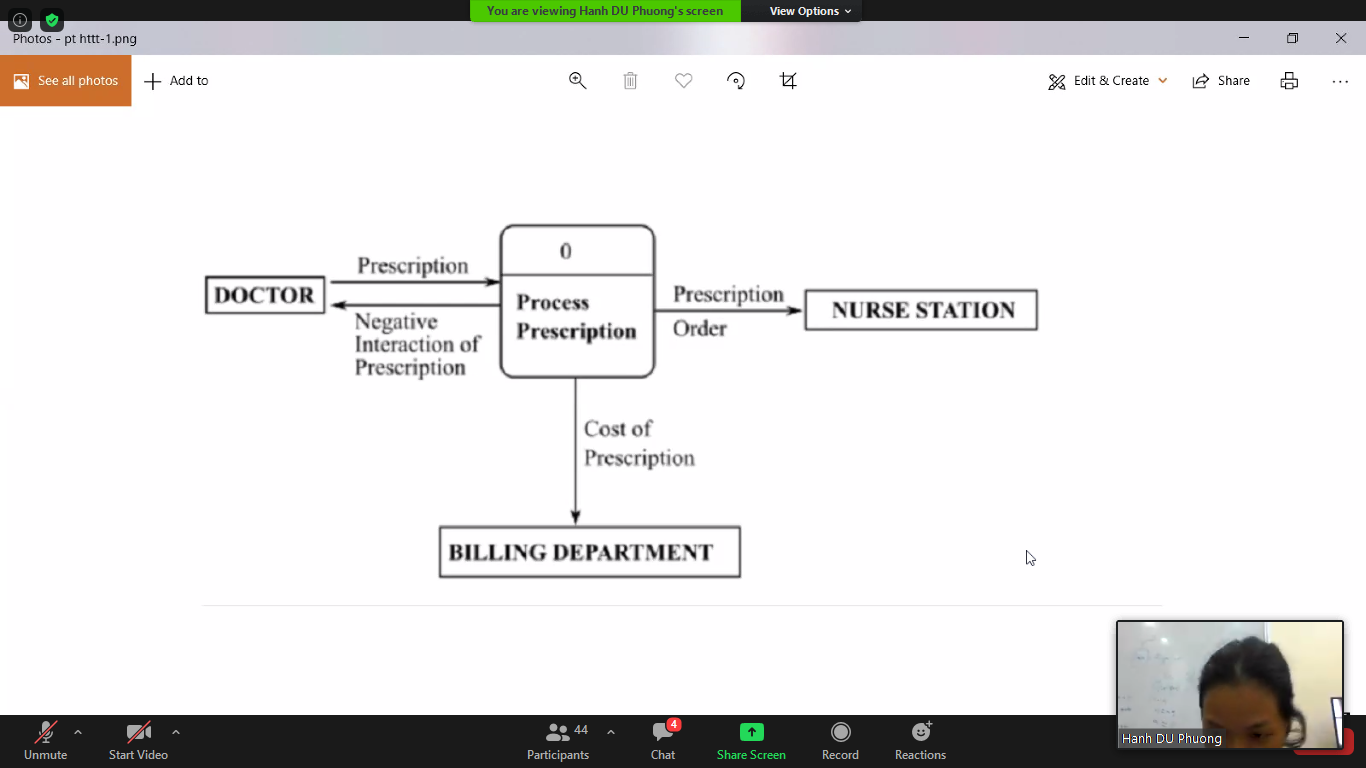 You are viewing Hanh DU Phuong's screen
View Options
Photos - pt httt-1.png
See all photos
Add to
Edit & Create
Share
Prescription
DOCTOR
Negative
Interaction of
Prescription
0
Process
Prescription
Prescription
Order
NURSE STATION
Cost of
Prescription
BILLING DEPARTMENT
Hanh DU Phuong
Unmute
Start Video
44
Participants
4
Chat
Share Screen
Record
Reactions